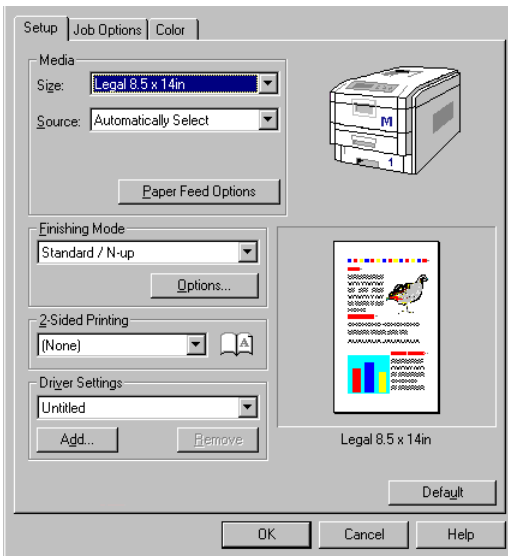 Setup Job Options Color
Media
Size: Legal 8.5 x 14in
Source: Automatically Select
Paper Feed Options
M
1
Finishing Mode
Standard / N-up
Options...
2-Sided Printing
(None)
A
Driver Settings
Untitled
Add... Remove
Legal 8.5 x 14in
Default
OK Cancel Help